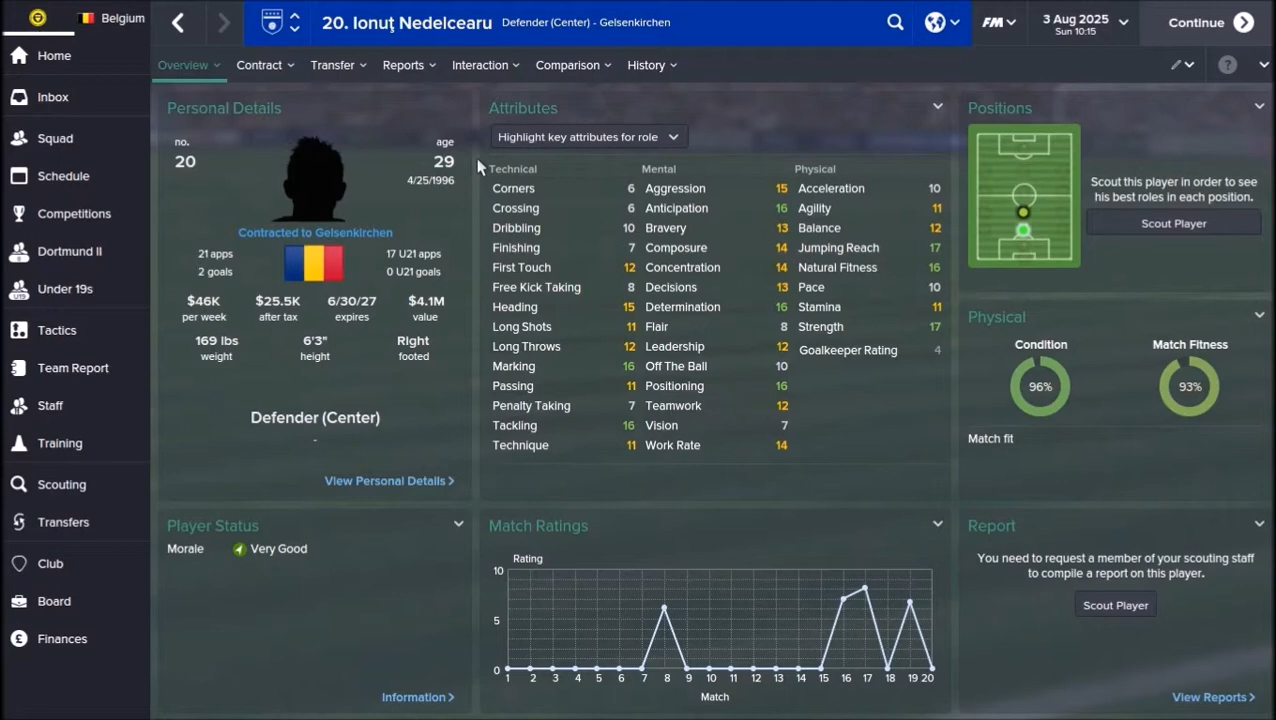 Belgium
20. Ionuț Nedelcearu Defender (Center) - Gelsenkirchen
FM
3 Aug 2025
Sun 10:15
Continue
Home
Inbox
Squad
Schedule
Competitions
Dortmund II
Under 19s
U19
Tactics
Team Report
Staff
Training
Scouting
Transfers
Club
Board
Finances
Overview Contract Transfer Reports Interaction Comparison History
?
Personal Details
no.
20
age
29
4/25/1996
Contracted to Gelsenkirchen
21 apps
2 goals
17 U21 apps
0 U21 goals
$46K per week
$25.5K after tax
6/30/27 expires
$4.1M value
169 lbs weight
6'3" height
Right footed
Defender (Center)
-
View Personal Details >
Attributes
Highlight key attributes for role
Technical Mental Physical
Corners 6 Aggression 15 Acceleration 10
Crossing 6 Anticipation 16 Agility 11
Dribbling 10 Bravery 13 Balance 12
Finishing 7 Composure 14 Jumping Reach 17
First Touch 12 Concentration 14 Natural Fitness 16
Free Kick Taking 8 Decisions 13 Pace 10
Heading 15 Determination 16 Stamina 11
Long Shots 11 Flair 8 Strength 17
Long Throws 12 Leadership 12 Goalkeeper Rating 4
Marking 16 Off The Ball 10
Passing 11 Positioning 16
Penalty Taking 7 Teamwork 12
Tackling 16 Vision 7
Technique 11 Work Rate 14
Positions
Scout this player in order to see
his best roles in each position.
Scout Player
Physical
Condition Match Fitness
96% 93%
Match fit
Player Status
Morale Very Good
Information >
Match Ratings
Rating
10
5
0
1 2 3 4 5 6 7 8 9 10 11 12 13 14 15 16 17 18 19 20
Match
Report
You need to request a member of your scouting staff
to compile a report on this player.
Scout Player
View Reports >